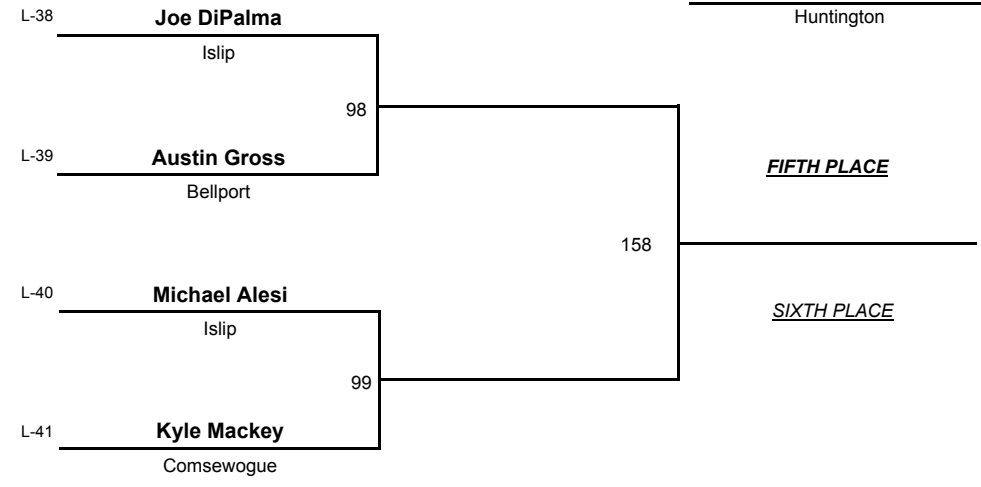 L-38
Joe DiPalma
Huntington
Islip
98
L-39
Austin Gross
FIFTH PLACE
Bellport
158
L-40
Michael Alesi
SIXTH PLACE
Islip
99
L-41
Kyle Mackey
Comsewogue